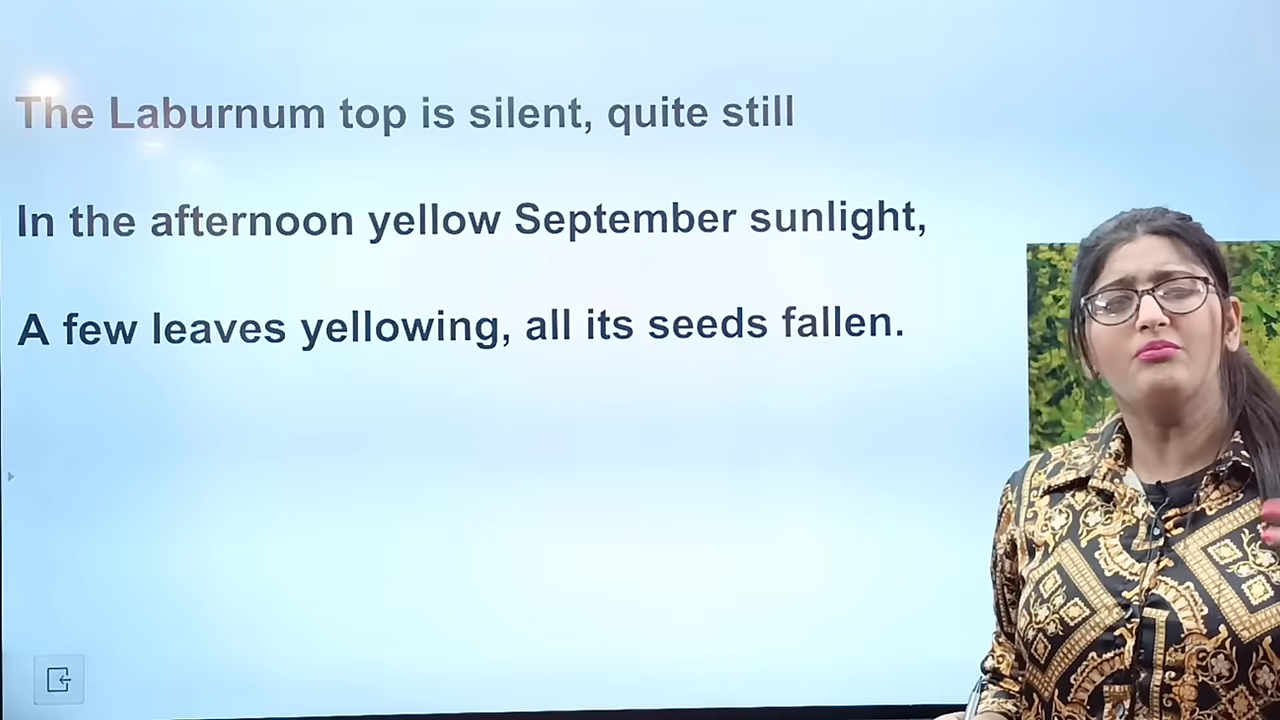 The Laburnum top is silent, quite still
In the afternoon yellow September sunlight,
A few leaves yellowing, all its seeds fallen.